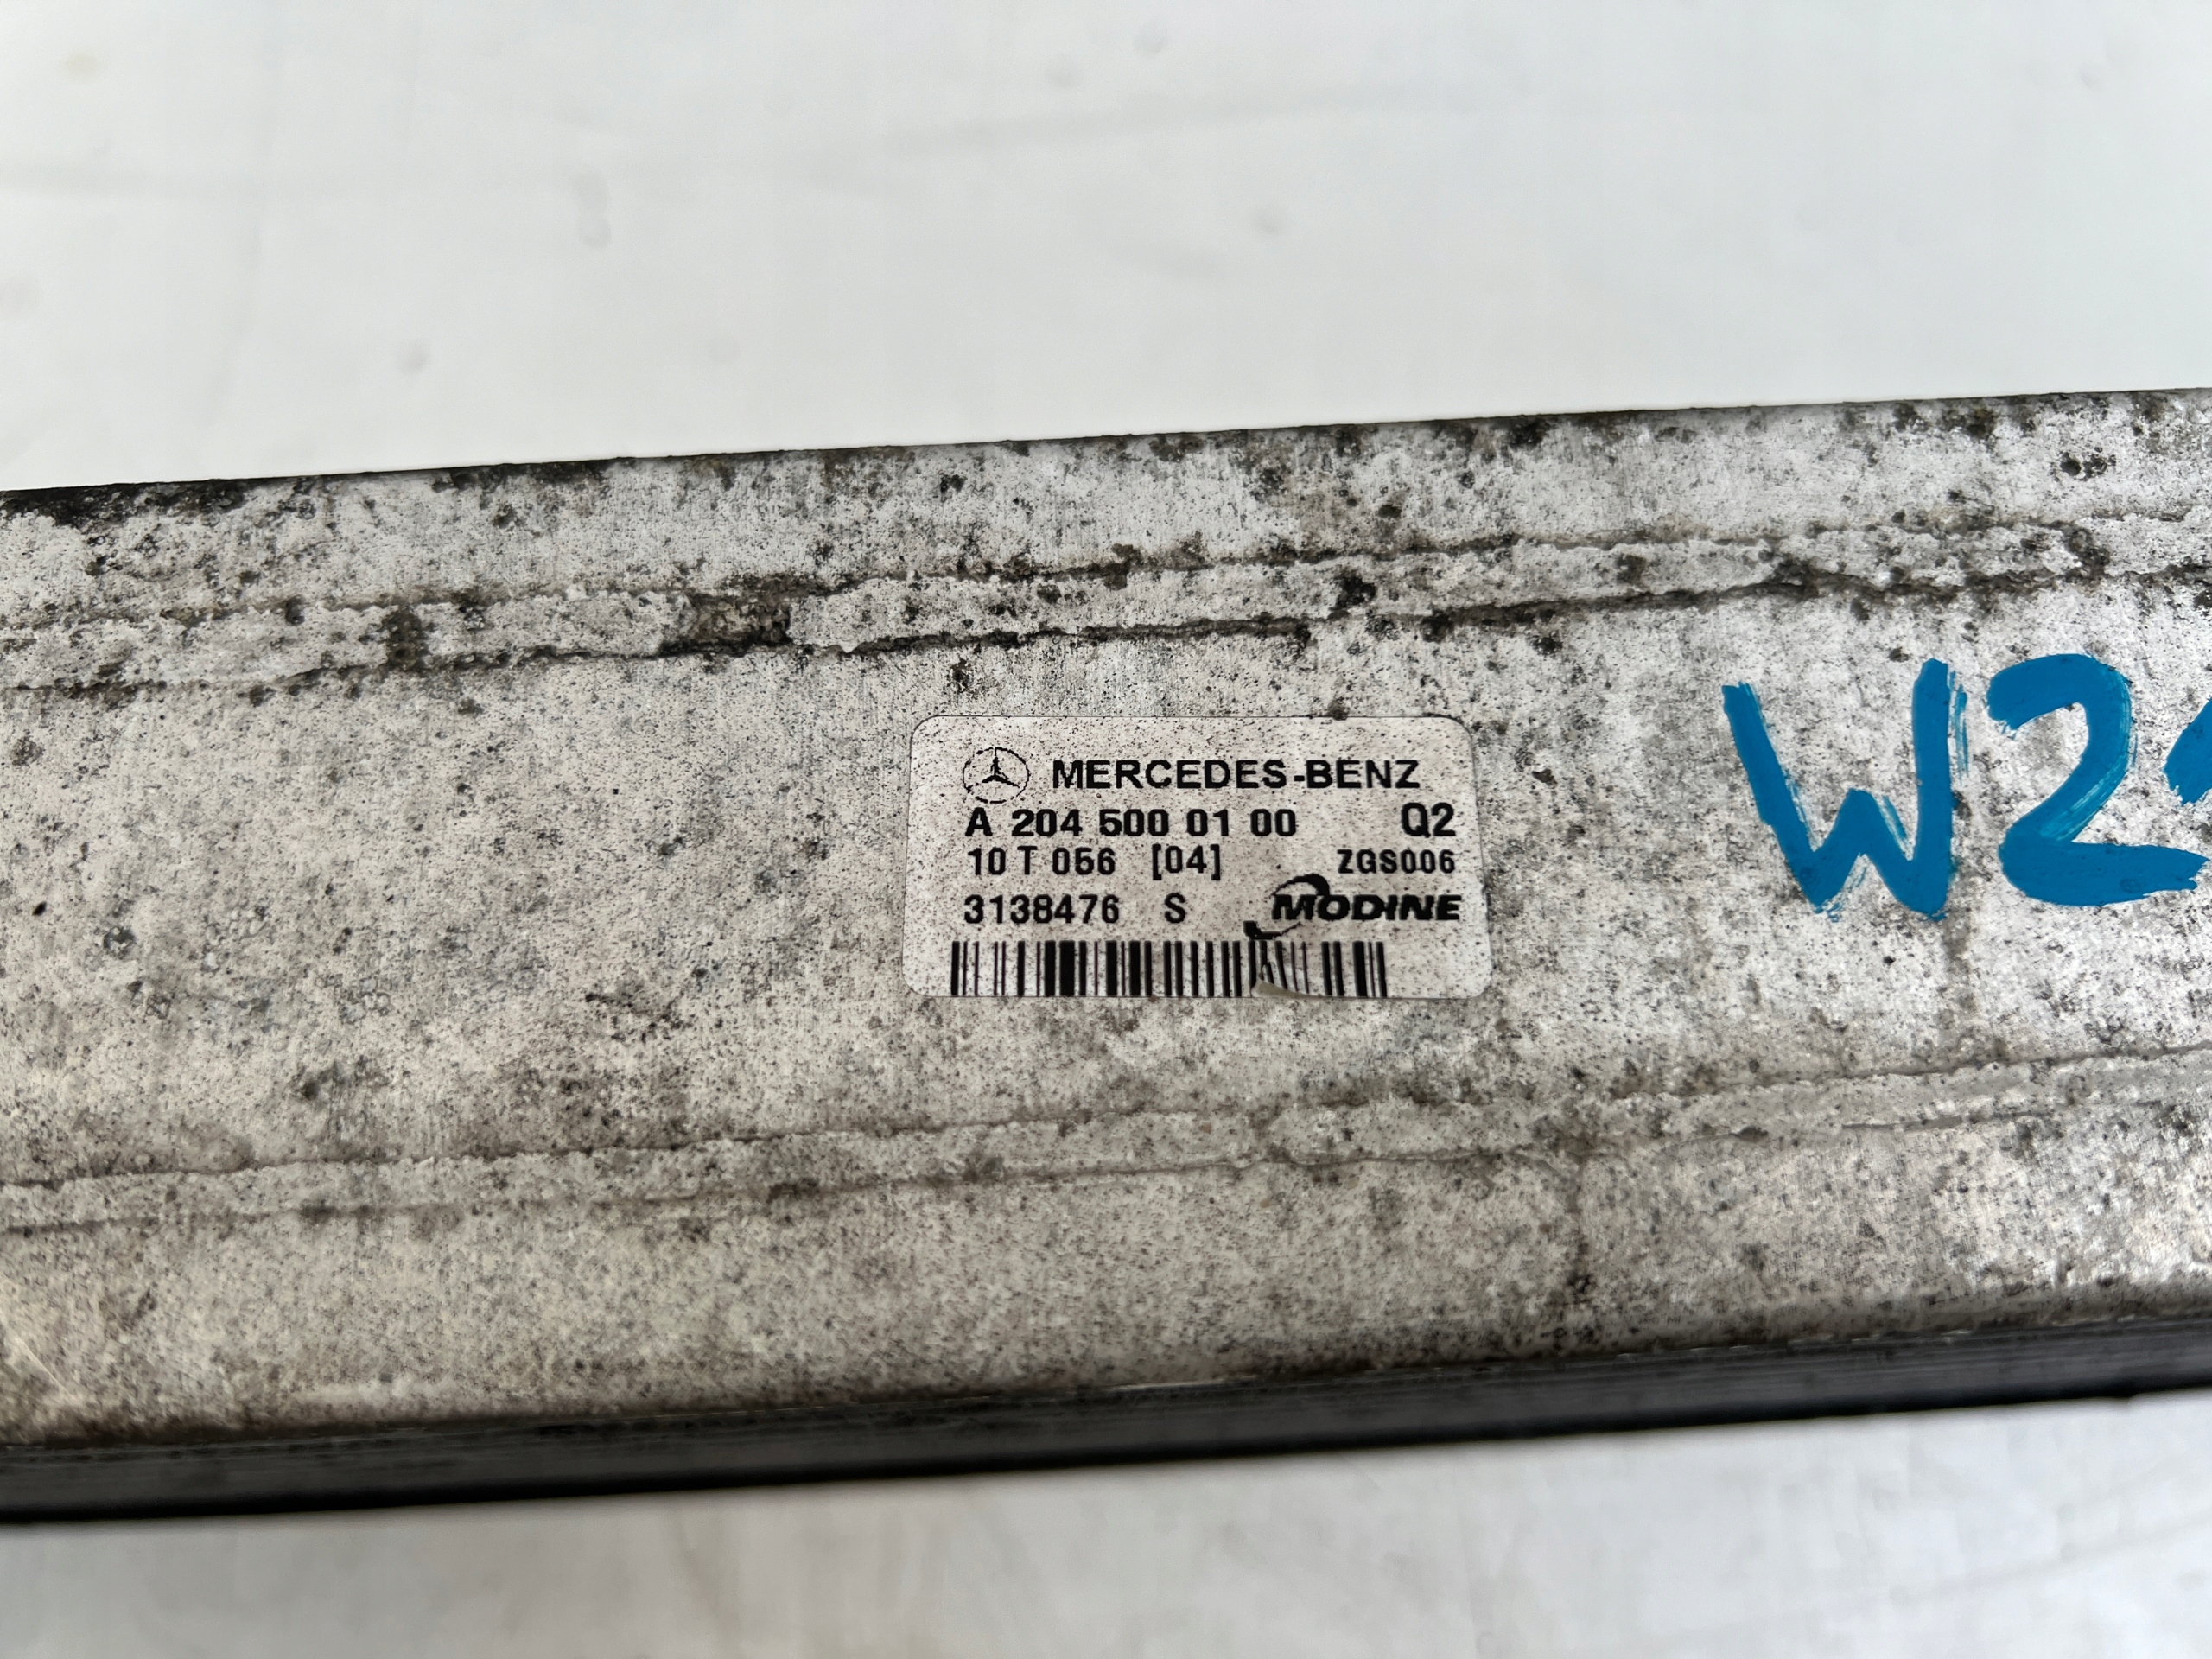 MERCEDES-BENZ
A 204 500 01 00 Q2
10 T 056 [04] ZGS006
3138476 S MODINE
W2